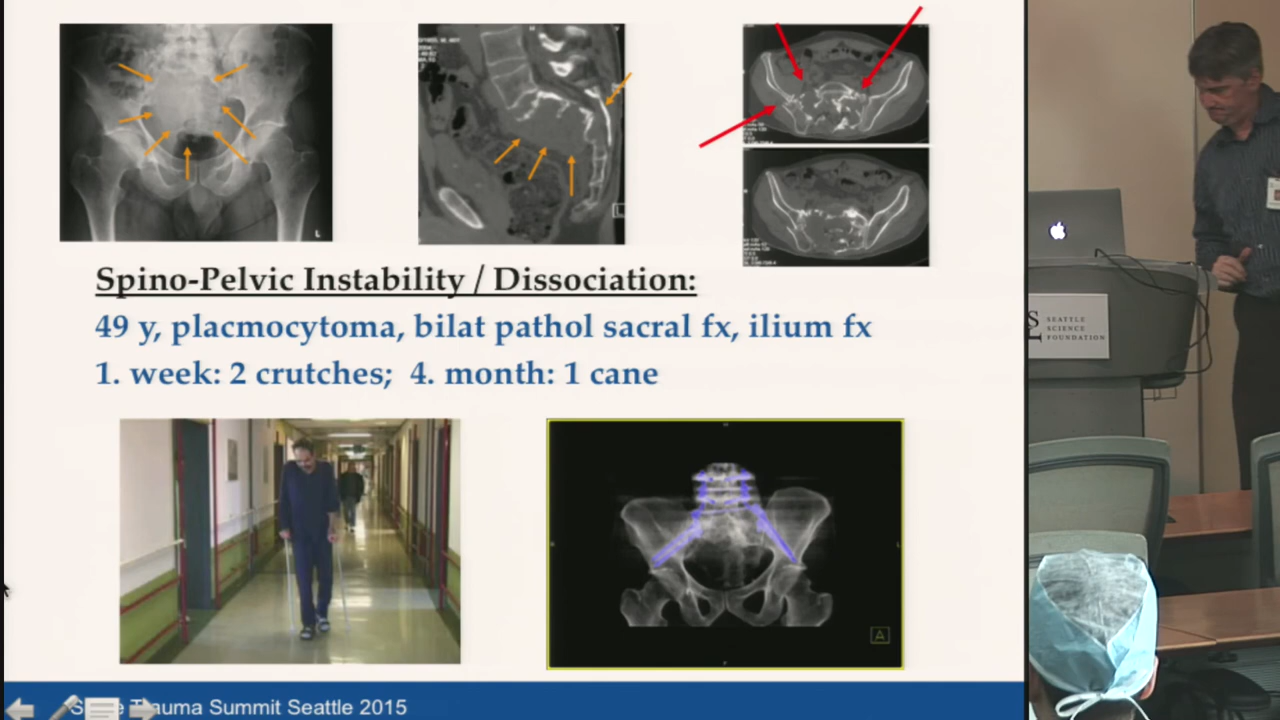 L
L
Spino-Pelvic Instability / Dissociation:
49 y, placmocytoma, bilat pathol sacral fx, ilium fx
1. week: 2 crutches; 4. month: 1 cane
A
Trauma Summit Seattle 2015
SEATTLE
SCIENCE
FOUNDATION